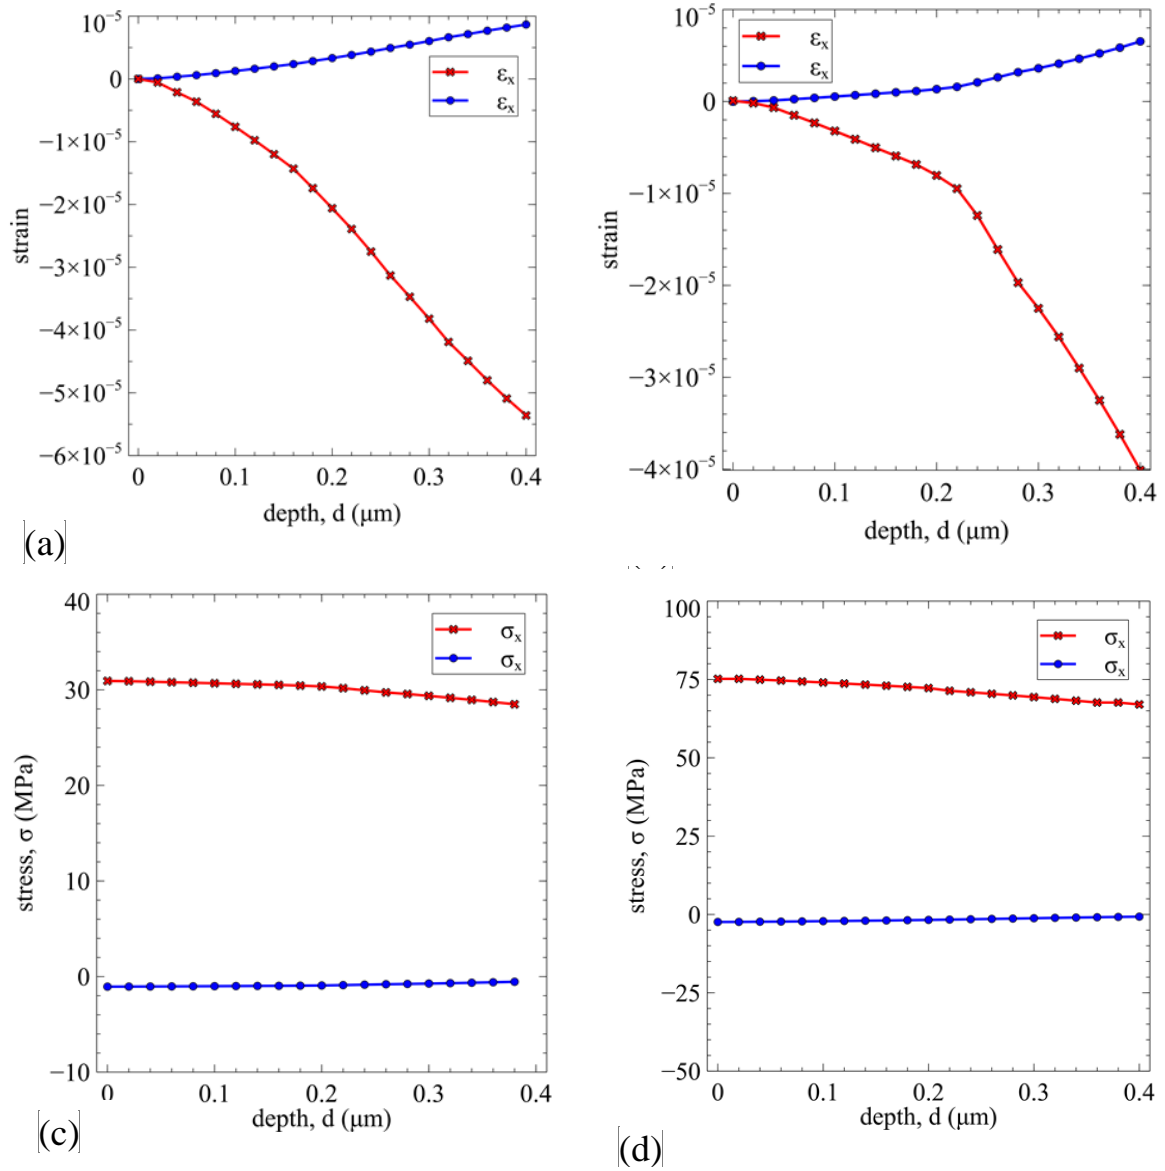 10⁻⁵
0
−1×10⁻⁵
−2×10⁻⁵
−3×10⁻⁵
−4×10⁻⁵
−5×10⁻⁵
−6×10⁻⁵
strain
εx
εx
0 0.1 0.2 0.3 0.4
depth, d (μm)
(a)
10⁻⁵
0
−1×10⁻⁵
−2×10⁻⁵
−3×10⁻⁵
−4×10⁻⁵
strain
εx
εx
0 0.1 0.2 0.3 0.4
depth, d (μm)
40
30
20
10
0
−10
stress, σ (MPa)
σx
σx
0 0.1 0.2 0.3 0.4
depth, d (μm)
(c)
100
75
50
25
0
−25
−50
stress, σ (MPa)
σx
σx
0 0.1 0.2 0.3 0.4
depth, d (μm)
(d)